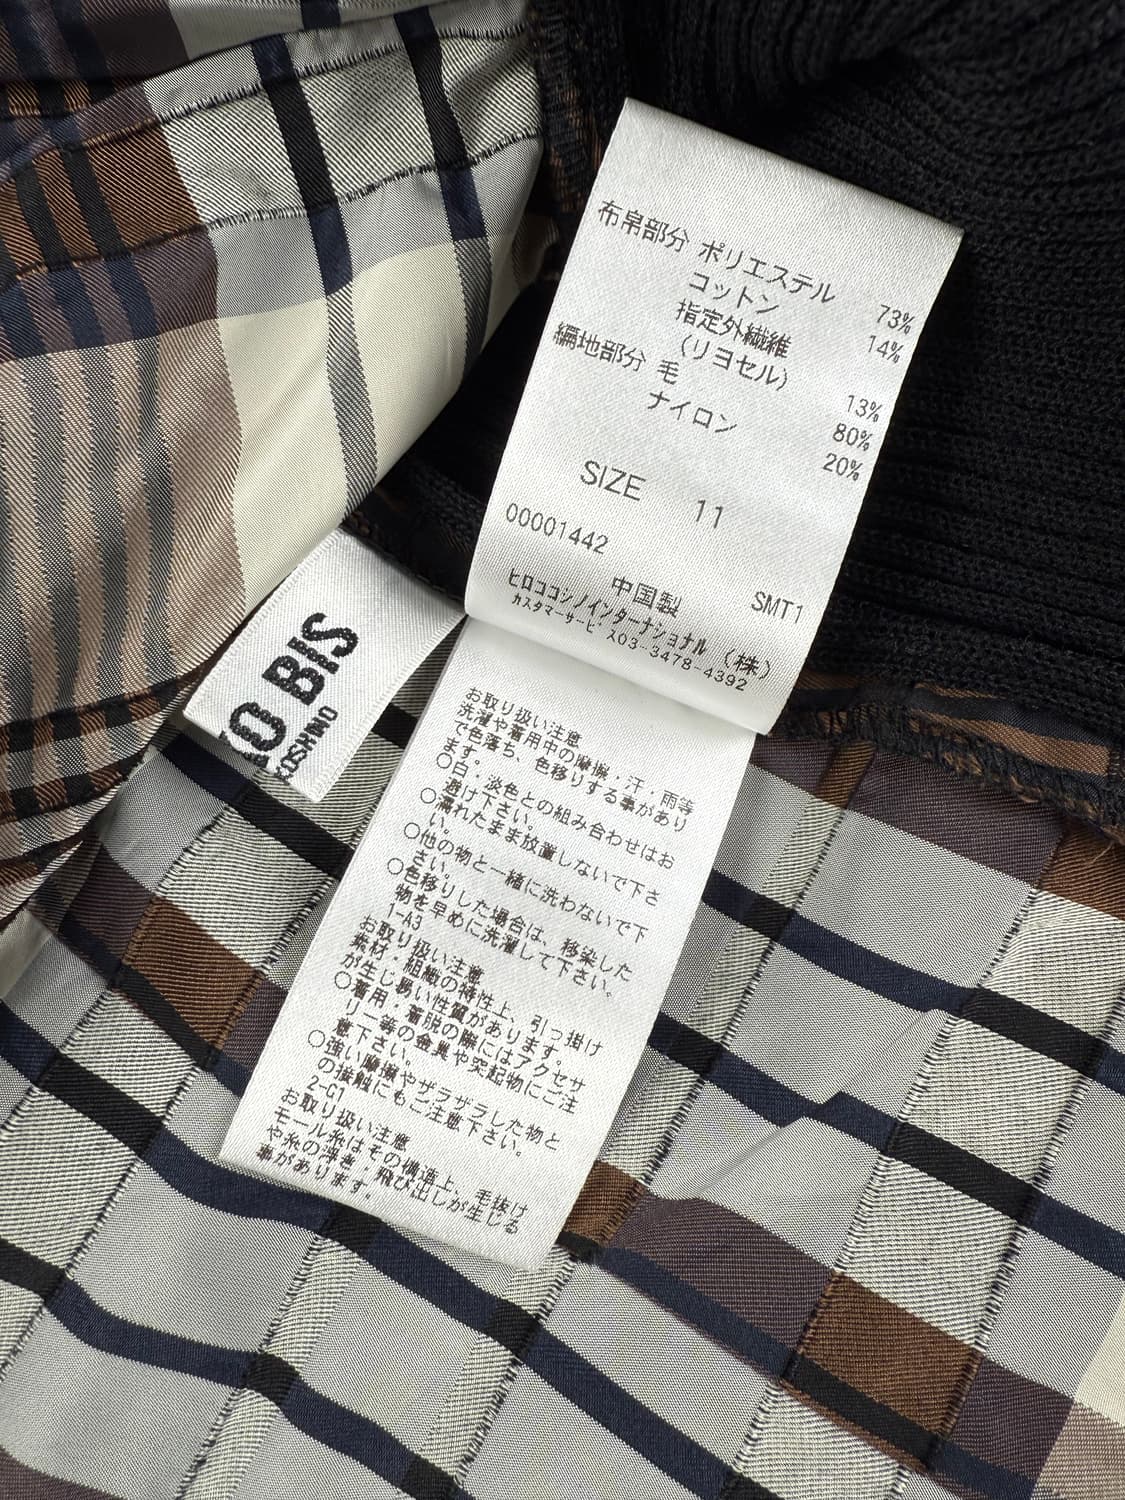 布帛部分 ポリエステル 73%
コットン 14%
指定外繊維
(リヨセル) 13%
編地部分 毛 80%
ナイロン 20%
SIZE 11
00001442
中国製 SMT1
ヒロココシノインターナショナル(株)
カスタマーサービス03-3478-4392
KO BIS
KOSHINO
お取り扱い注意
洗濯や着用中の摩擦・汗・雨等
で色落ち、色移りする事があり
ます。
○白・淡色との組み合わせはお
避け下さい。
○濡れたまま放置しないで下さ
い。
○他の物と一緒に洗わないで下
さい。
○色移りした場合は、移染した
物を早めに洗濯して下さい。
1-A3
お取り扱い注意
素材・組織の特性上、引っ掛け
が生じ易い性質があります。
○着用・着脱の際にはアクセサ
リー等の金具や突起物にご注
意下さい。
○強い摩擦やザラザラした物と
の接触にもご注意下さい。
2-G1
お取り扱い注意
モール糸はその構造上、毛抜け
や糸の浮き・飛び出しが生じる
事があります。